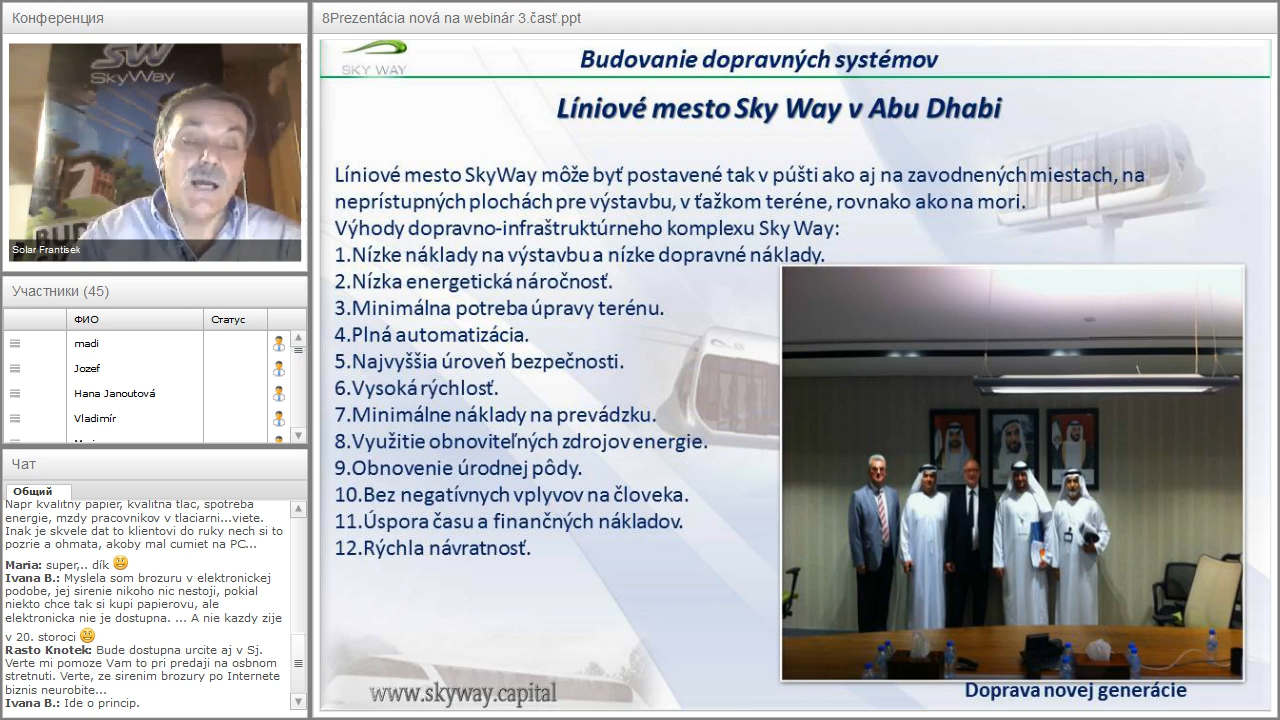 Конференция
SW
SkyWay
BUD
Solar Frantisek
Участники (45)
ФИО
Статус
madi
Jozef
Hana Janoutová
Vladimír
Чат
Общий
Napr kvalitny papier, kvalitna tlac, spotreba
energie, mzdy pracovnikov v tlaciarni...viete.
Inak je skvele dat to klientovi do ruky nech si to
pozrie a ohmata, akoby mal cumiet na PC...
Maria: super,.. dík
Ivana B.: Myslela som brozuru v elektronickej
podobe, jej sirenie nikoho nic nestoji, pokial
niekto chce tak si kupi papierovu, ale
elektronicka nie je dostupna. ... A nie kazdy zije
v 20. storoci
Rasto Knotek: Bude dostupna urcite aj v Sj.
Verte mi pomoze Vam to pri predaji na osbnom
stretnuti. Verte, ze sirenim brozury po Internete
biznis neurobite...
Ivana B.: Ide o princip.
8Prezentácia nová na webinár 3.časť.ppt
SKY WAY
Budovanie dopravných systémov
Líniové mesto Sky Way v Abu Dhabi
Líniové mesto SkyWay môže byť postavené tak v púšti ako aj na zavodnených miestach, na
neprístupných plochách pre výstavbu, v ťažkom teréne, rovnako ako na mori.
Výhody dopravno-infraštruktúrneho komplexu Sky Way:
1.Nízke náklady na výstavbu a nízke dopravné náklady.
2.Nízka energetická náročnosť.
3.Minimálna potreba úpravy terénu.
4.Plná automatizácia.
5.Najvyššia úroveň bezpečnosti.
6.Vysoká rýchlosť.
7.Minimálne náklady na prevádzku.
8.Využitie obnoviteľných zdrojov energie.
9.Obnovenie úrodnej pôdy.
10.Bez negatívnych vplyvov na človeka.
11.Úspora času a finančných nákladov.
12.Rýchla návratnosť.
www.skyway.capital
Doprava novej generácie